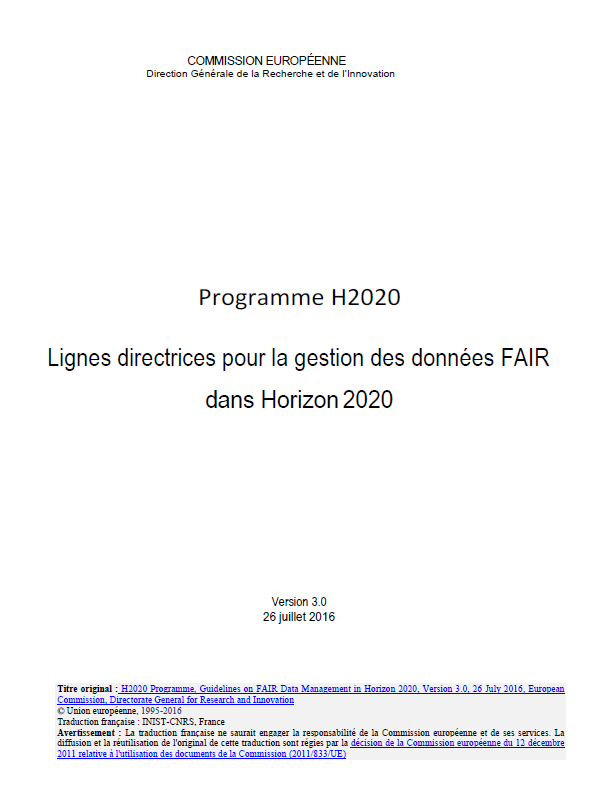 COMMISSION EUROPÉENNE
Direction Générale de la Recherche et de l'Innovation
Programme H2020
Lignes directrices pour la gestion des données FAIR
dans Horizon 2020
Version 3.0
26 juillet 2016
Titre original : H2020 Programme, Guidelines on FAIR Data Management in Horizon 2020, Version 3.0, 26 July 2016, European
Commission, Directorate General for Research and Innovation
© Union européenne, 1995-2016
Traduction française : INIST-CNRS, France
Avertissement : La traduction française ne saurait engager la responsabilité de la Commission européenne et de ses services. La
diffusion et la réutilisation de l'original de cette traduction sont régies par la décision de la Commission européenne du 12 décembre
2011 relative à l'utilisation des documents de la Commission (2011/833/UE)